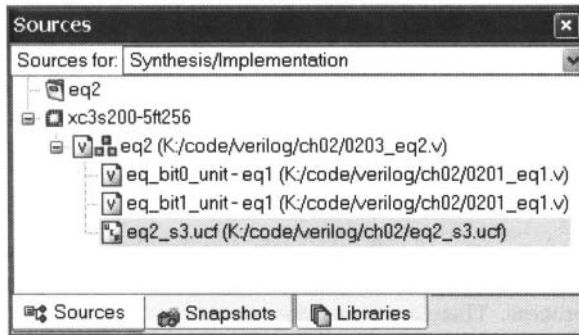 Sources
Sources for: Synthesis/Implementation
eq2
xc3s200-5ft256
eq2 (K:/code/verilog/ch02/0203_eq2.v)
eq_bit0_unit - eq1 (K:/code/verilog/ch02/0201_eq1.v)
eq_bit1_unit - eq1 (K:/code/verilog/ch02/0201_eq1.v)
eq2_s3.ucf (K:/code/verilog/ch02/eq2_s3.ucf)
Sources Snapshots Libraries